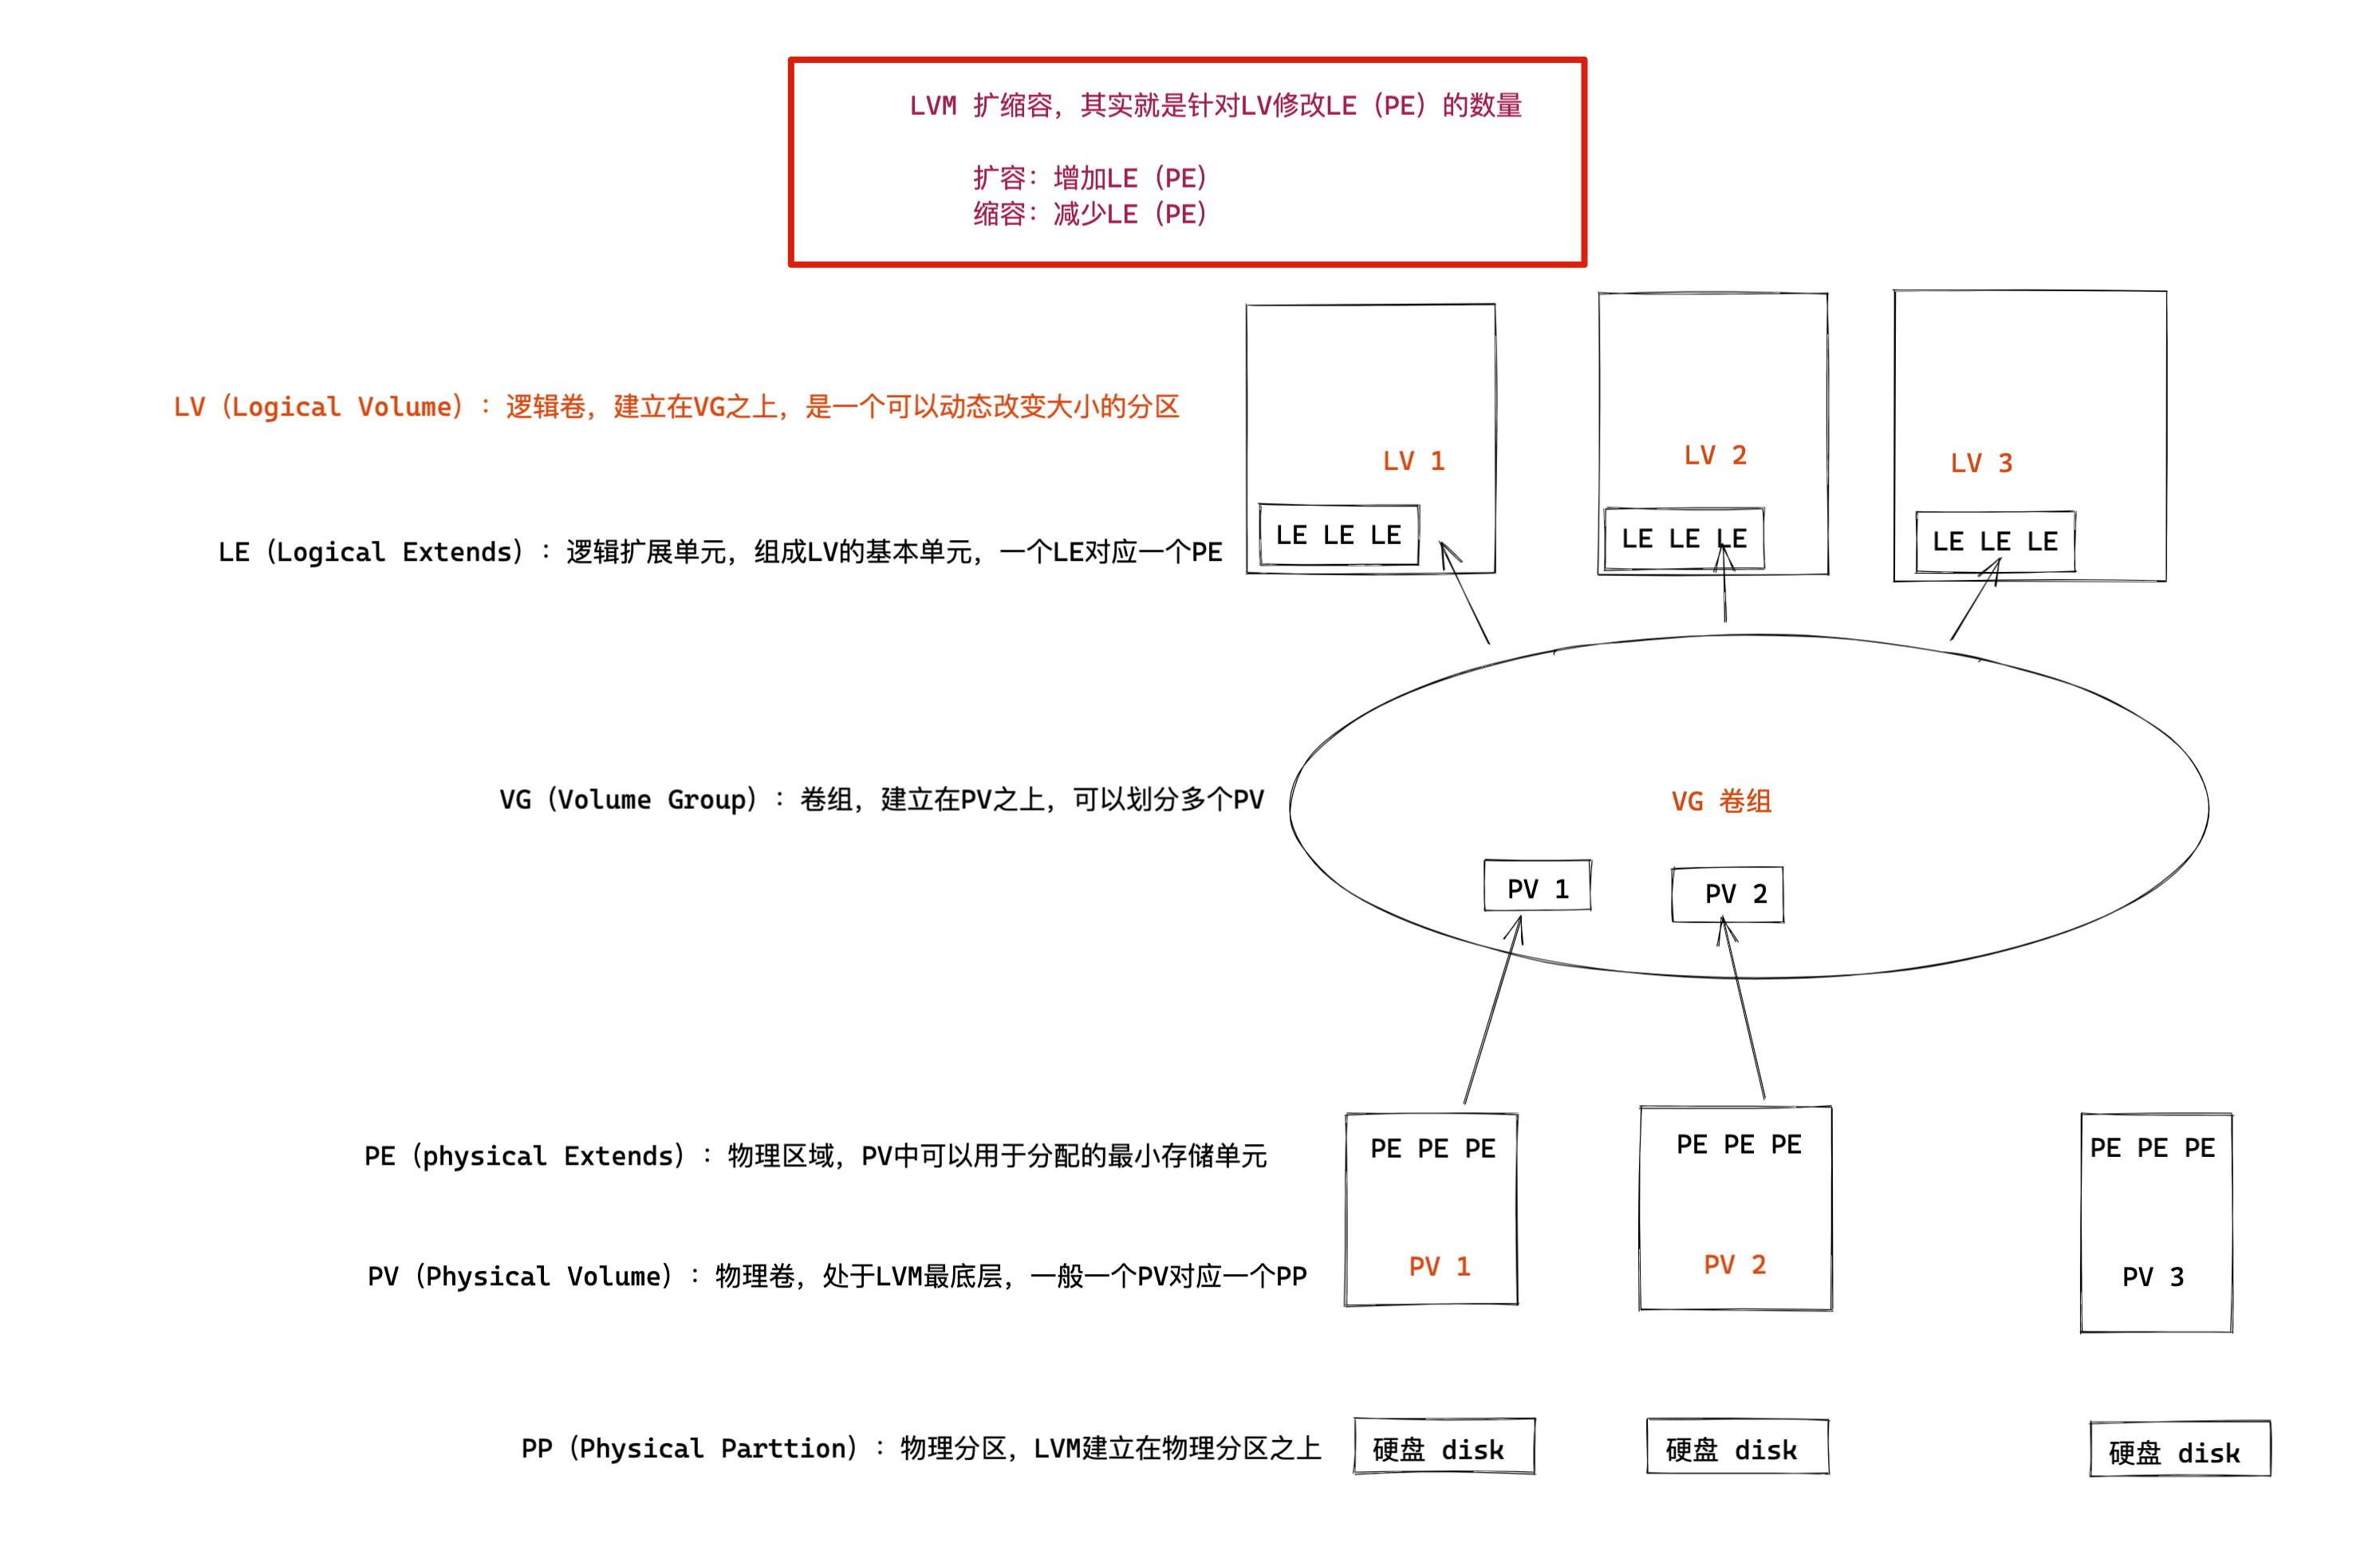 LVM 扩缩容，其实就是针对LV修改LE（PE）的数量
扩容：增加LE（PE）
缩容：减少LE（PE）
LV（Logical Volume）：逻辑卷，建立在VG之上，是一个可以动态改变大小的分区
LV 1
LV 2
LV 3
LE（Logical Extends）：逻辑扩展单元，组成LV的基本单元，一个LE对应一个PE
LE LE LE
LE LE LE
LE LE LE
VG（Volume Group）：卷组，建立在PV之上，可以划分多个PV
VG 卷组
PV 1
PV 2
PE（physical Extends）：物理区域，PV中可以用于分配的最小存储单元
PE PE PE
PE PE PE
PE PE PE
PV（Physical Volume）：物理卷，处于LVM最底层，一般一个PV对应一个PP
PV 1
PV 2
PV 3
PP（Physical Parttion）：物理分区，LVM建立在物理分区之上
硬盘 disk
硬盘 disk
硬盘 disk